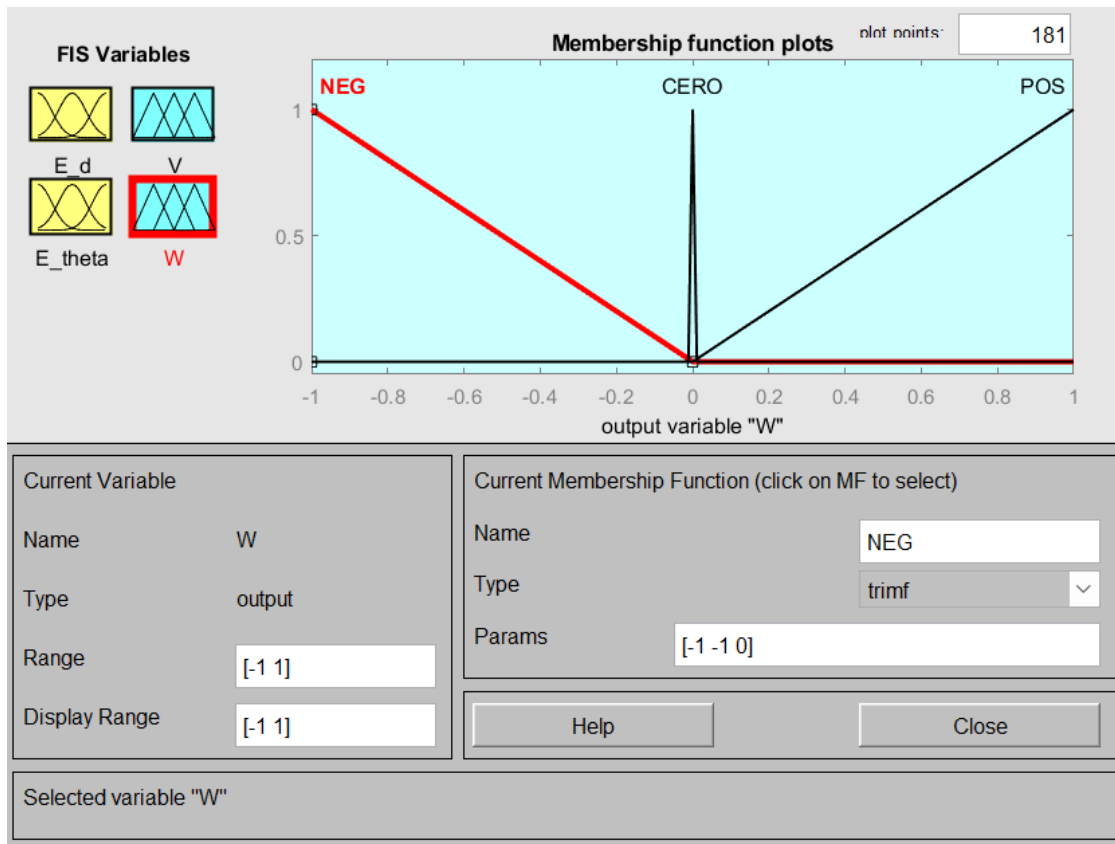 FIS Variables
E_d
V
E_theta
W
Membership function plots
plot points:
181
NEG
CERO
POS
1
0.5
0
-1 -0.8 -0.6 -0.4 -0.2 0 0.2 0.4 0.6 0.8 1
output variable "W"
Current Variable
Name W
Type output
Range [-1 1]
Display Range [-1 1]
Current Membership Function (click on MF to select)
Name NEG
Type trimf
Params [-1 -1 0]
Help
Close
Selected variable "W"